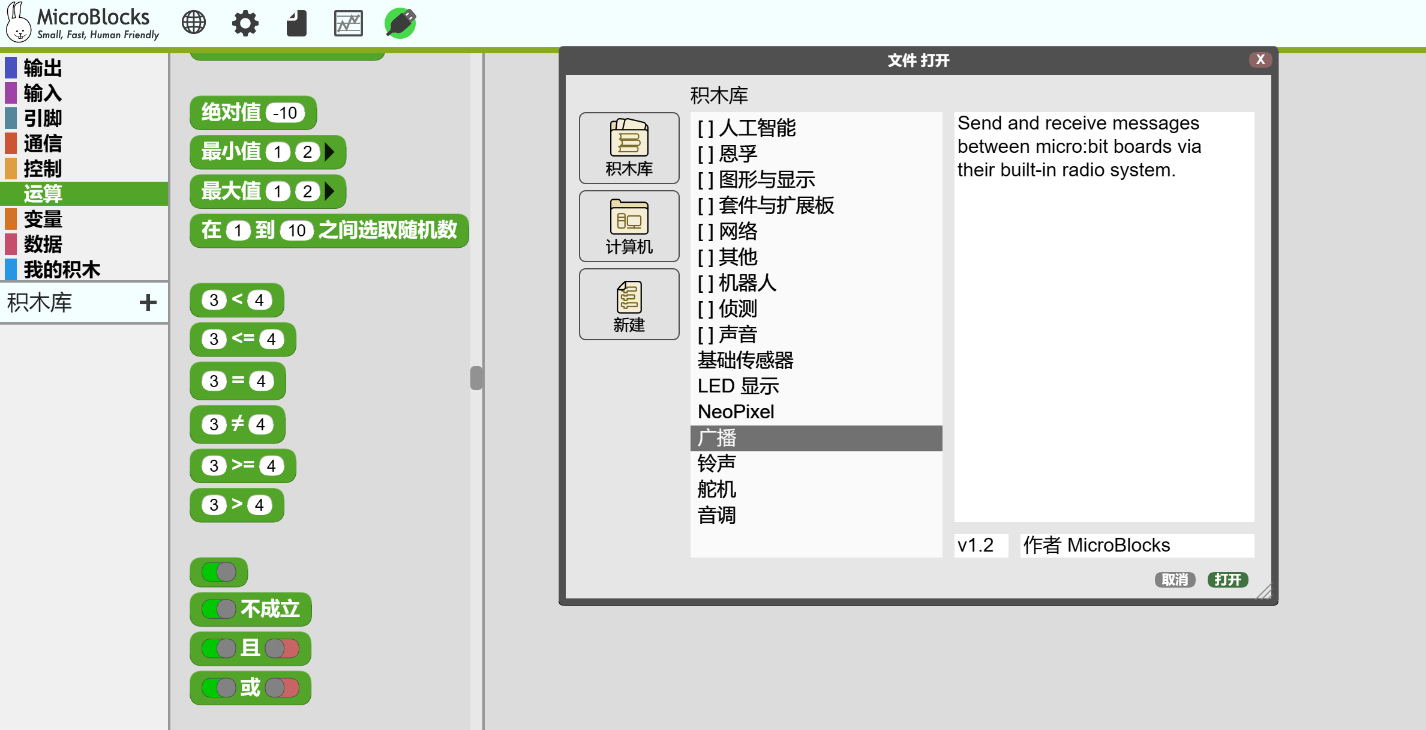 MicroBlocks
Small, Fast, Human Friendly
输出
输入
引脚
通信
控制
运算
变量
数据
我的积木
积木库 +
绝对值 -10
最小值 1 2
最大值 1 2
在 1 到 10 之间选取随机数
3 < 4
3 <= 4
3 = 4
3 ≠ 4
3 >= 4
3 > 4
不成立
且
或
文件 打开
X
积木库
计算机
新建
积木库
[ ] 人工智能
[ ] 恩孚
[ ] 图形与显示
[ ] 套件与扩展板
[ ] 网络
[ ] 其他
[ ] 机器人
[ ] 侦测
[ ] 声音
基础传感器
LED 显示
NeoPixel
广播
铃声
舵机
音调
Send and receive messages
between micro:bit boards via
their built-in radio system.
v1.2
作者 MicroBlocks
取消
打开